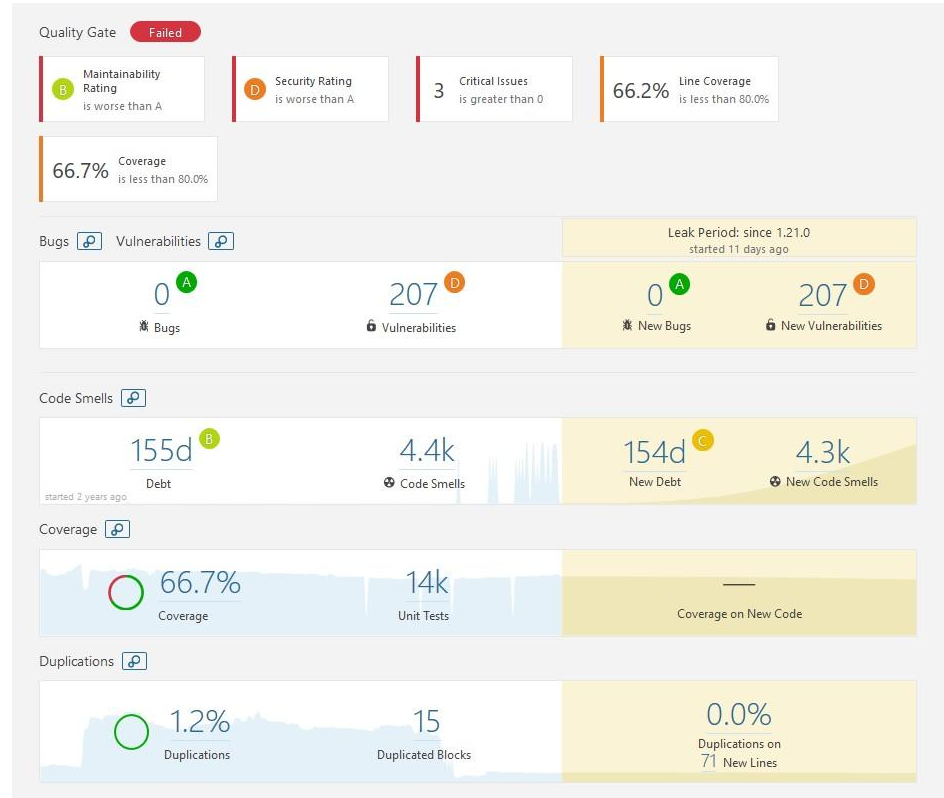 Quality Gate Failed
B Maintainability Rating
is worse than A
D Security Rating
is worse than A
3 Critical Issues
is greater than 0
66.2% Line Coverage
is less than 80.0%
66.7% Coverage
is less than 80.0%
Bugs Vulnerabilities
Leak Period: since 1.21.0
started 11 days ago
0 A
Bugs
207 D
Vulnerabilities
0 A
New Bugs
207 D
New Vulnerabilities
Code Smells
155d B
Debt
4.4k
Code Smells
started 2 years ago
154d C
New Debt
4.3k
New Code Smells
Coverage
66.7%
Coverage
14k
Unit Tests
—
Coverage on New Code
Duplications
1.2%
Duplications
15
Duplicated Blocks
0.0%
Duplications on
71 New Lines